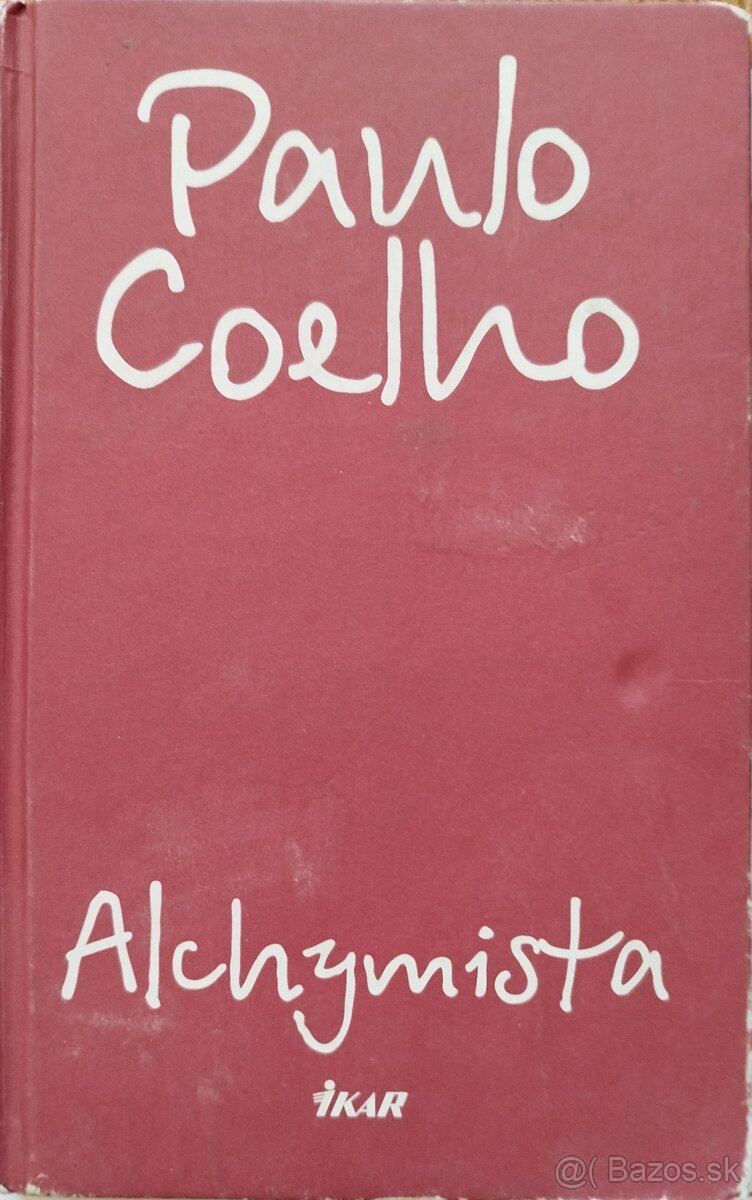 Paulo
Coelho
Alchymista
IKAR
@( Bazos.sk